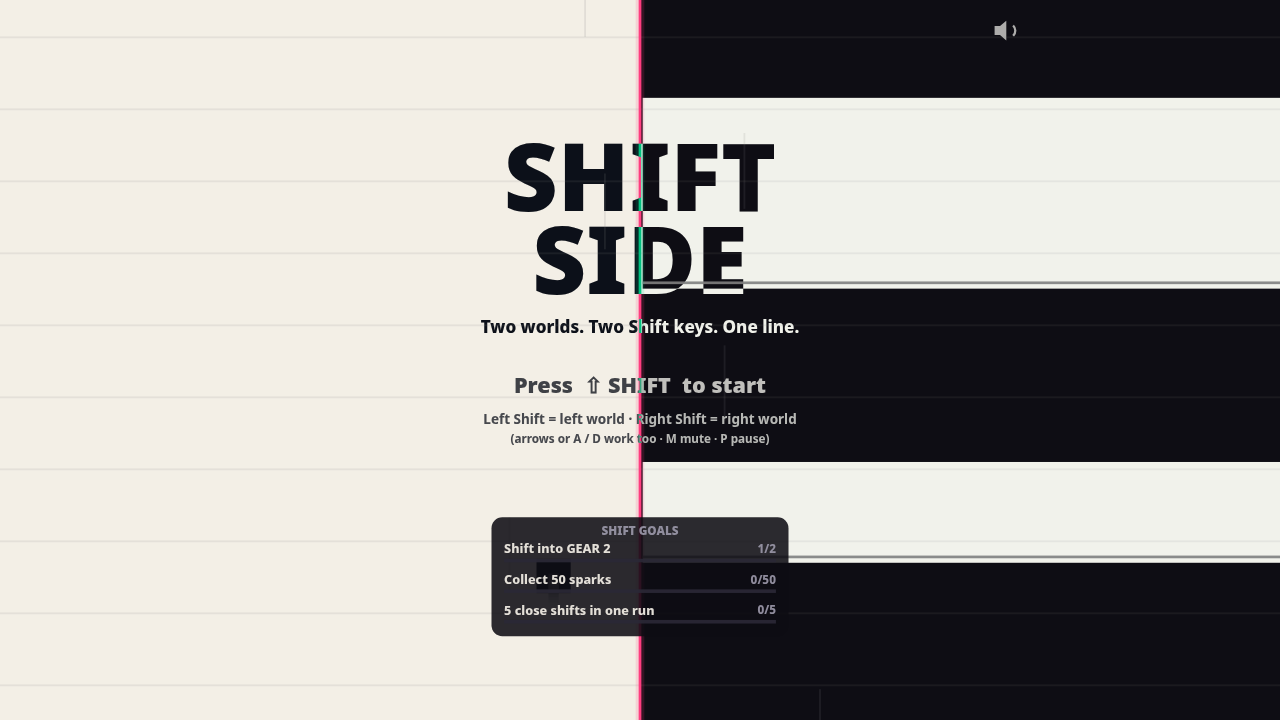 SHIFT
SIDE
Two worlds. Two Shift keys. One line.
Press ⇧ SHIFT to start
Left Shift = left world · Right Shift = right world
(arrows or A / D work too · M mute · P pause)
SHIFT GOALS
Shift into GEAR 2 1/2
Collect 50 sparks 0/50
5 close shifts in one run 0/5